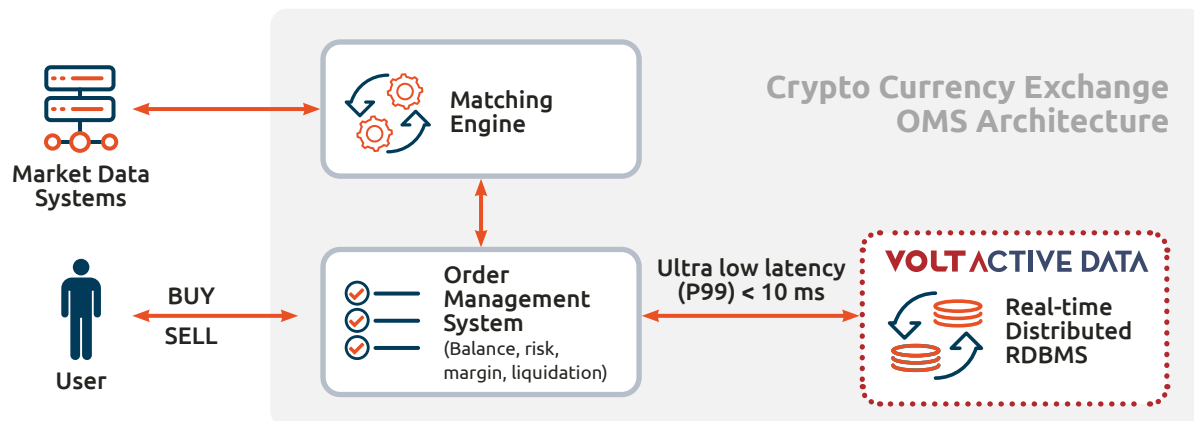 Crypto Currency Exchange
OMS Architecture
Matching
Engine
Market Data
Systems
Order
Management
System
(Balance, risk,
margin, liquidation)
BUY
SELL
User
Ultra low latency
(P99) < 10 ms
VOLT ACTIVE DATA
Real-time
Distributed
RDBMS